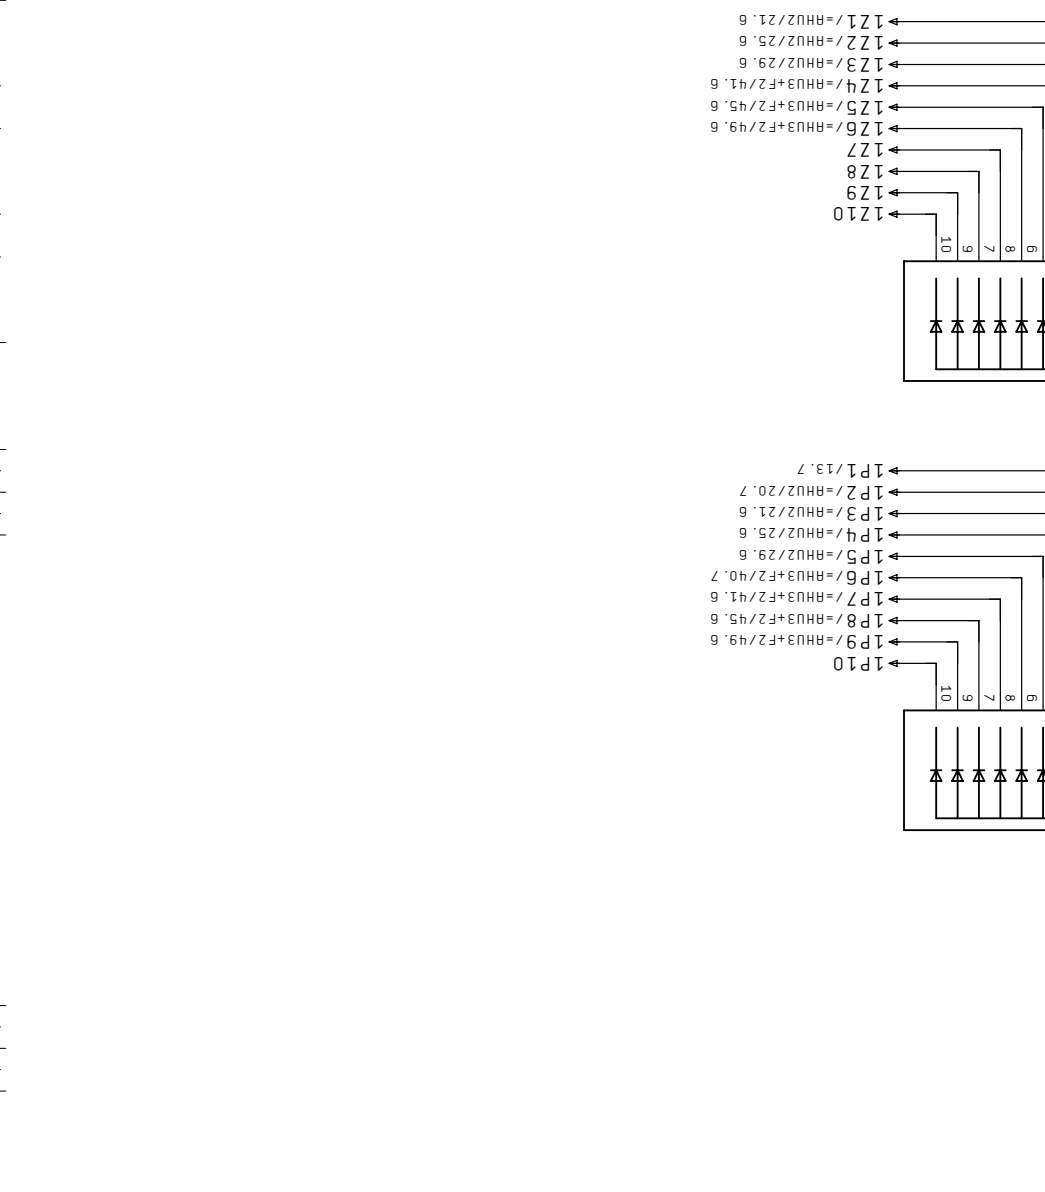 1Z1/=AHU2/21.6
1Z2/=AHU2/25.6
1Z3/=AHU2/29.6
1Z4/=AHU3+F2/41.6
1Z5/=AHU3+F2/45.6
1Z6/=AHU3+F2/49.6
1Z7
1Z8
1Z9
1Z10
10 9 7 8 6
1P1/13.7
1P2/=AHU2/20.7
1P3/=AHU2/21.6
1P4/=AHU2/25.6
1P5/=AHU2/29.6
1P6/=AHU3+F2/40.7
1P7/=AHU3+F2/41.6
1P8/=AHU3+F2/45.6
1P9/=AHU3+F2/49.6
1P10
10 9 7 8 6